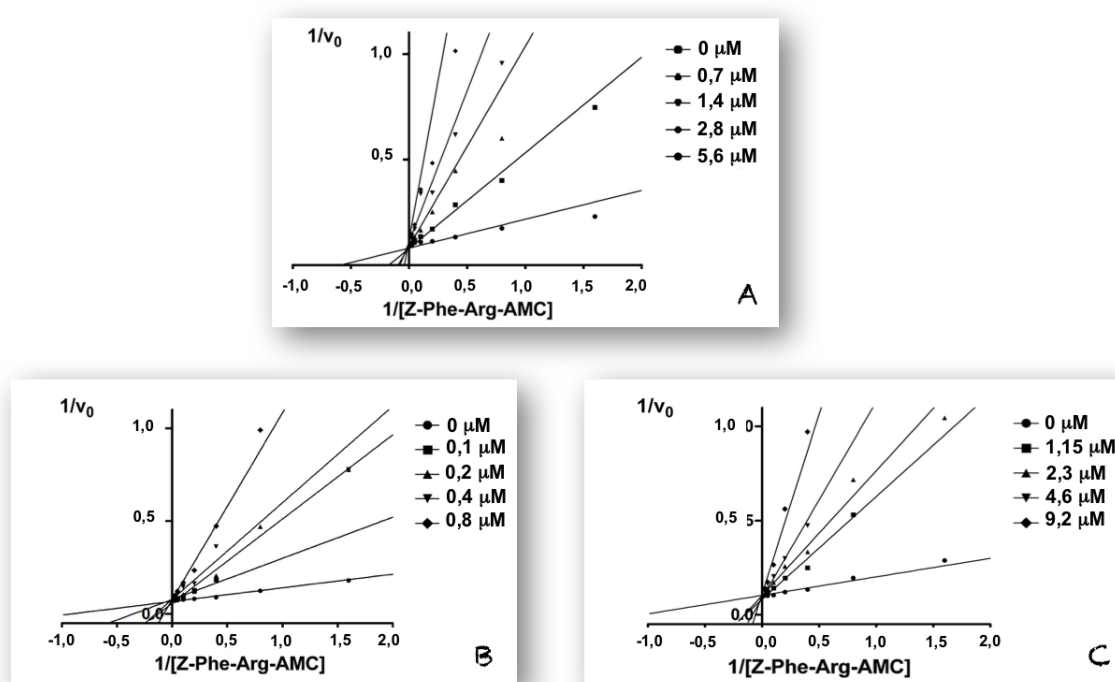 1/v0
1,0
0,5
-1,0 -0,5 0,0 0,5 1,0 1,5 2,0
1/[Z-Phe-Arg-AMC]
0 μM
0,7 μM
1,4 μM
2,8 μM
5,6 μM
A
1/v0
1,0
0,5
0,0
-1,0 -0,5 0,0 0,5 1,0 1,5 2,0
1/[Z-Phe-Arg-AMC]
0 μM
0,1 μM
0,2 μM
0,4 μM
0,8 μM
B
1/v0
1,0 0
0, 5
0,0
-1,0 -0,5 0,0 0,5 1,0 1,5 2,0
1/[Z-Phe-Arg-AMC]
0 μM
1,15 μM
2,3 μM
4,6 μM
9,2 μM
C